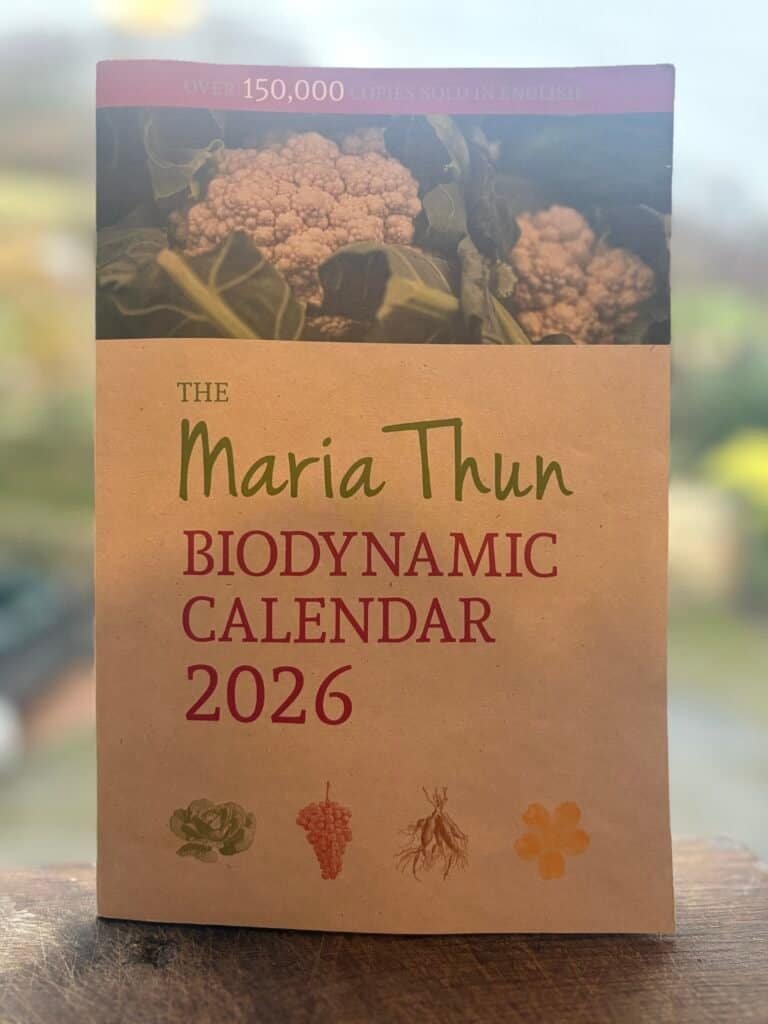 OVER 150,000 COPIES SOLD IN ENGLISH
THE
Maria Thun
BIODYNAMIC
CALENDAR
2026